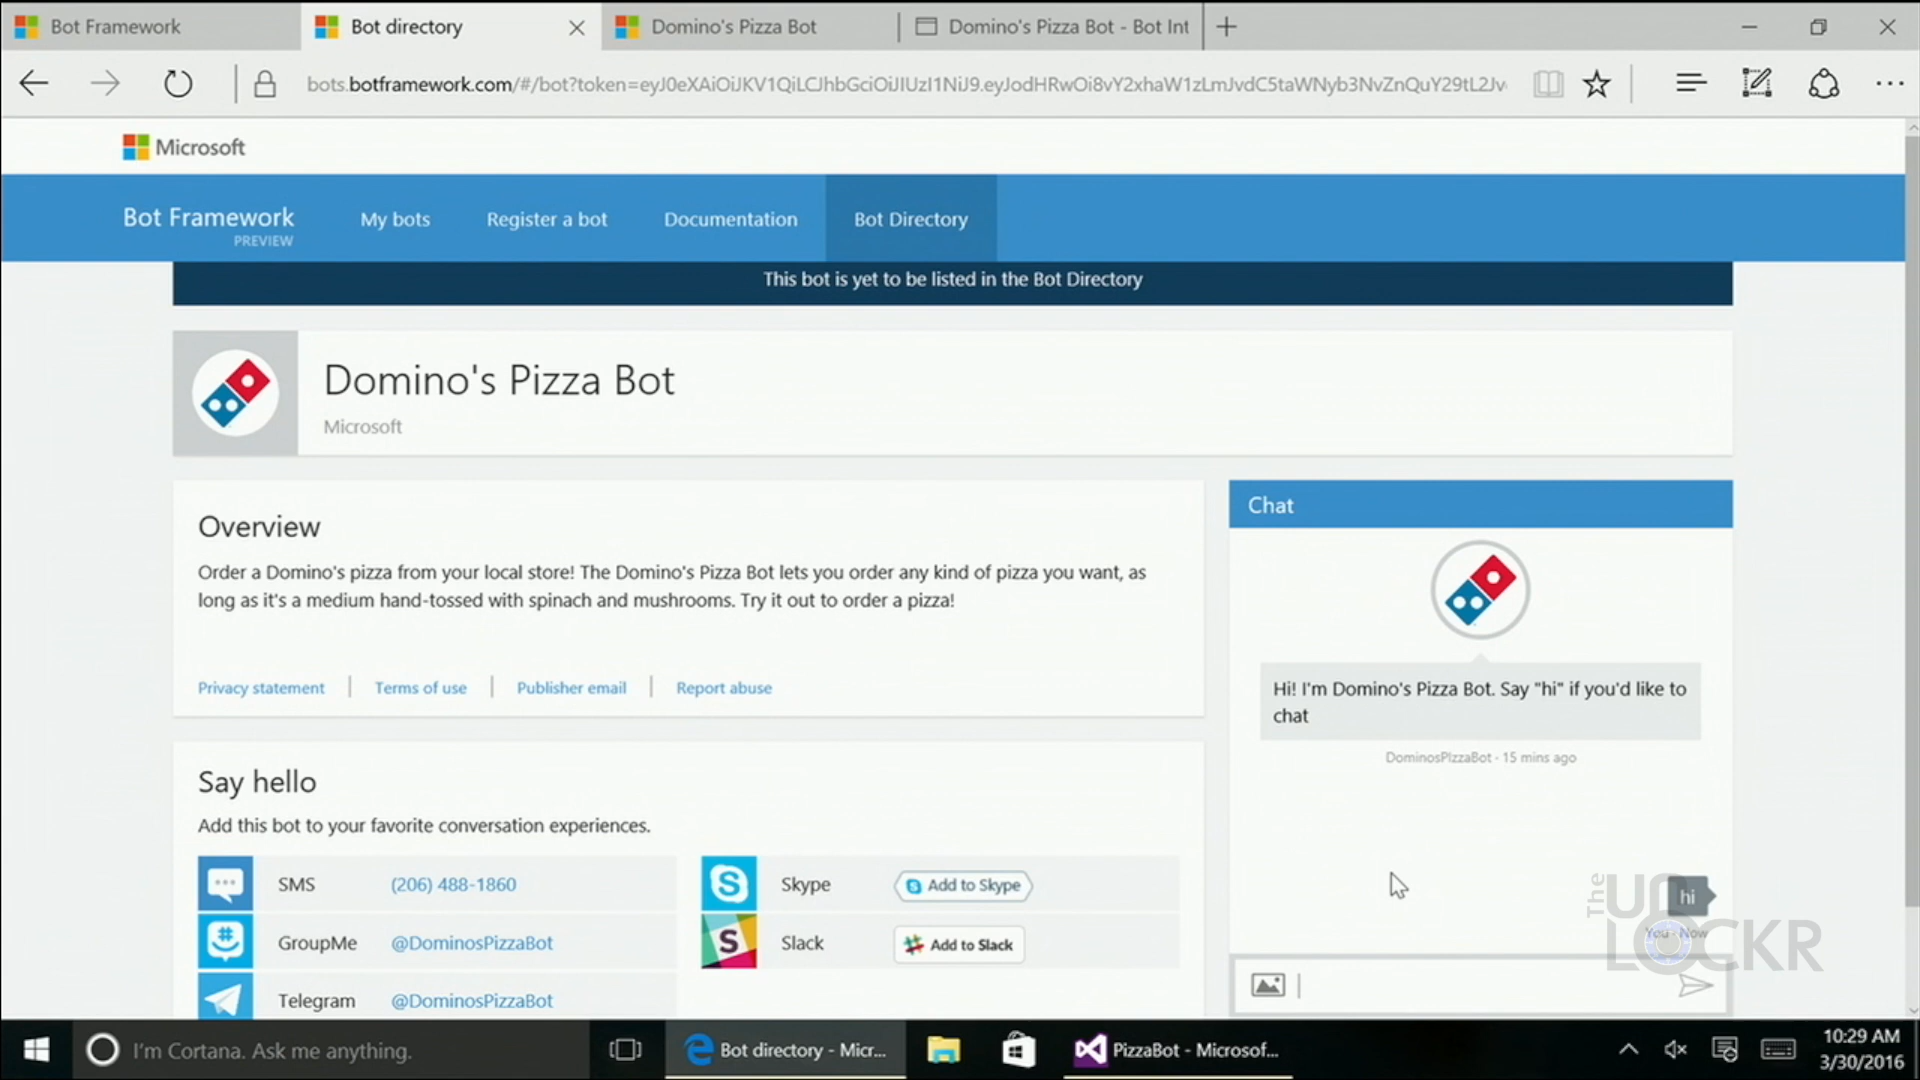 Bot Framework
Bot directory
Domino's Pizza Bot
Domino's Pizza Bot - Bot Int
bots.botframework.com/#/bot?token=eyJ0eXAiOiJKV1QiLCJhbGciOiJIUzI1NiJ9.eyJodHRwOi8vY2xhaW1zLmJvdC5taWNyb3NvZnQuY29tL2Jv
Microsoft
Bot Framework
PREVIEW
My bots
Register a bot
Documentation
Bot Directory
This bot is yet to be listed in the Bot Directory
Domino's Pizza Bot
Microsoft
Overview
Order a Domino's pizza from your local store! The Domino's Pizza Bot lets you order any kind of pizza you want, as
long as it's a medium hand-tossed with spinach and mushrooms. Try it out to order a pizza!
Privacy statement
Terms of use
Publisher email
Report abuse
Say hello
Add this bot to your favorite conversation experiences.
SMS
(206) 488-1860
Skype
Add to Skype
GroupMe
@DominosPizzaBot
Slack
Add to Slack
Telegram
@DominosPizzaBot
Chat
Hi! I'm Domino's Pizza Bot. Say "hi" if you'd like to
chat
DominosPIzzaBot - 15 mins ago
hi
You - Now
The UNLOCKR
I'm Cortana. Ask me anything.
Bot directory - Micr...
PizzaBot - Microsof...
10:29 AM
3/30/2016